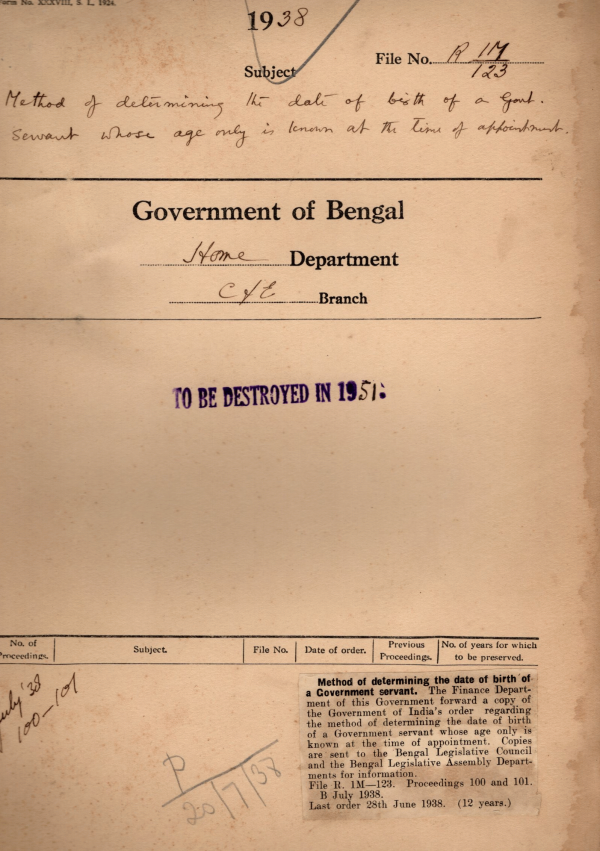 Form No. XXXVIII, S. L. 1924.
1938
Subject
File No. R 1M
123
Method of determining the date of birth of a Govt.
servant whose age only is known at the time of appointment.
Government of Bengal
Home Department
C & E Branch
TO BE DESTROYED IN 1951.
No. of Proceedings.
Subject.
File No.
Date of order.
Previous Proceedings.
No. of years for which to be preserved.
July '38
100-101
P
20/7/38
Method of determining the date of birth of
a Government servant. The Finance Depart-
ment of this Government forward a copy of
the Government of India's order regarding
the method of determining the date of birth
of a Government servant whose age only is
known at the time of appointment. Copies
are sent to the Bengal Legislative Council
and the Bengal Legislative Assembly Depart-
ments for information.
File R. 1M—123. Proceedings 100 and 101.
B July 1938.
Last order 28th June 1938. (12 years.)